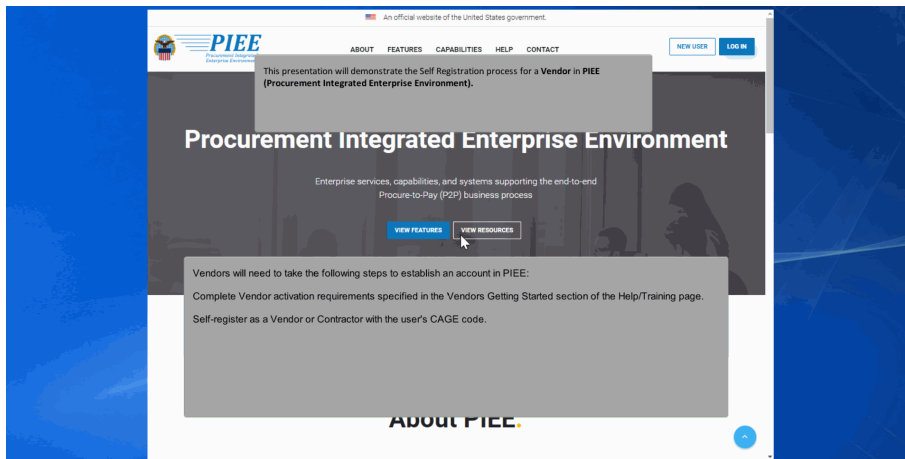 An official website of the United States government.
PIEE
Procurement Integrated
Enterprise Environment
ABOUT FEATURES CAPABILITIES HELP CONTACT
NEW USER LOG IN
This presentation will demonstrate the Self Registration process for a Vendor in PIEE
(Procurement Integrated Enterprise Environment).
Procurement Integrated Enterprise Environment
Enterprise services, capabilities, and systems supporting the end-to-end
Procure-to-Pay (P2P) business process
VIEW FEATURES VIEW RESOURCES
Vendors will need to take the following steps to establish an account in PIEE:
Complete Vendor activation requirements specified in the Vendors Getting Started section of the Help/Training page.
Self-register as a Vendor or Contractor with the user's CAGE code.
About PIEE.